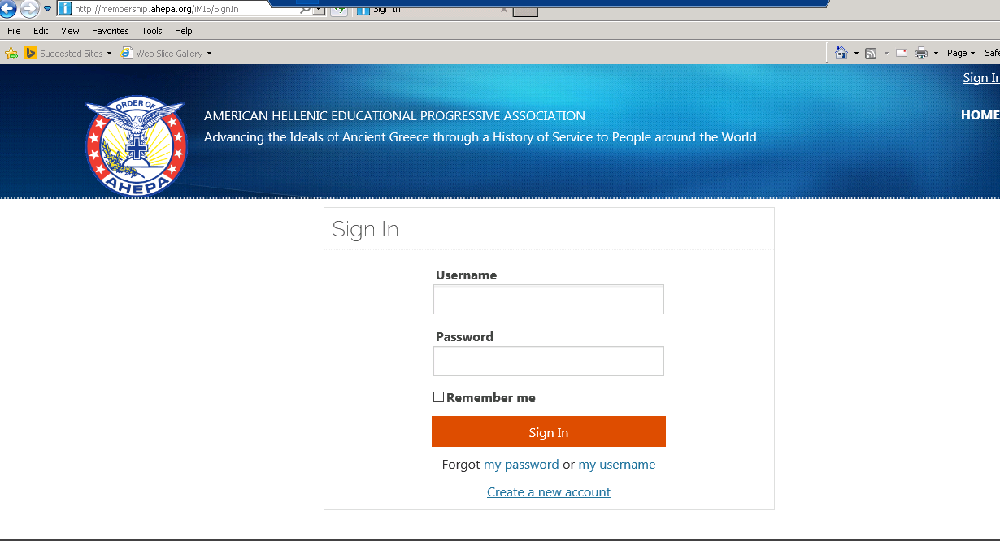 http://membership.ahepa.org/iMIS/SignIn
Sign In
File Edit View Favorites Tools Help
Suggested Sites Web Slice Gallery Page
Sign In
ORDER OF
AHEPA
AMERICAN HELLENIC EDUCATIONAL PROGRESSIVE ASSOCIATION
HOME
Advancing the Ideals of Ancient Greece through a History of Service to People around the World
Sign In
Username
Password
Remember me
Sign In
Forgot my password or my username
Create a new account